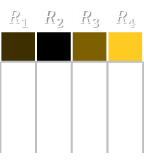 R₁ R₂ R₃ R₄